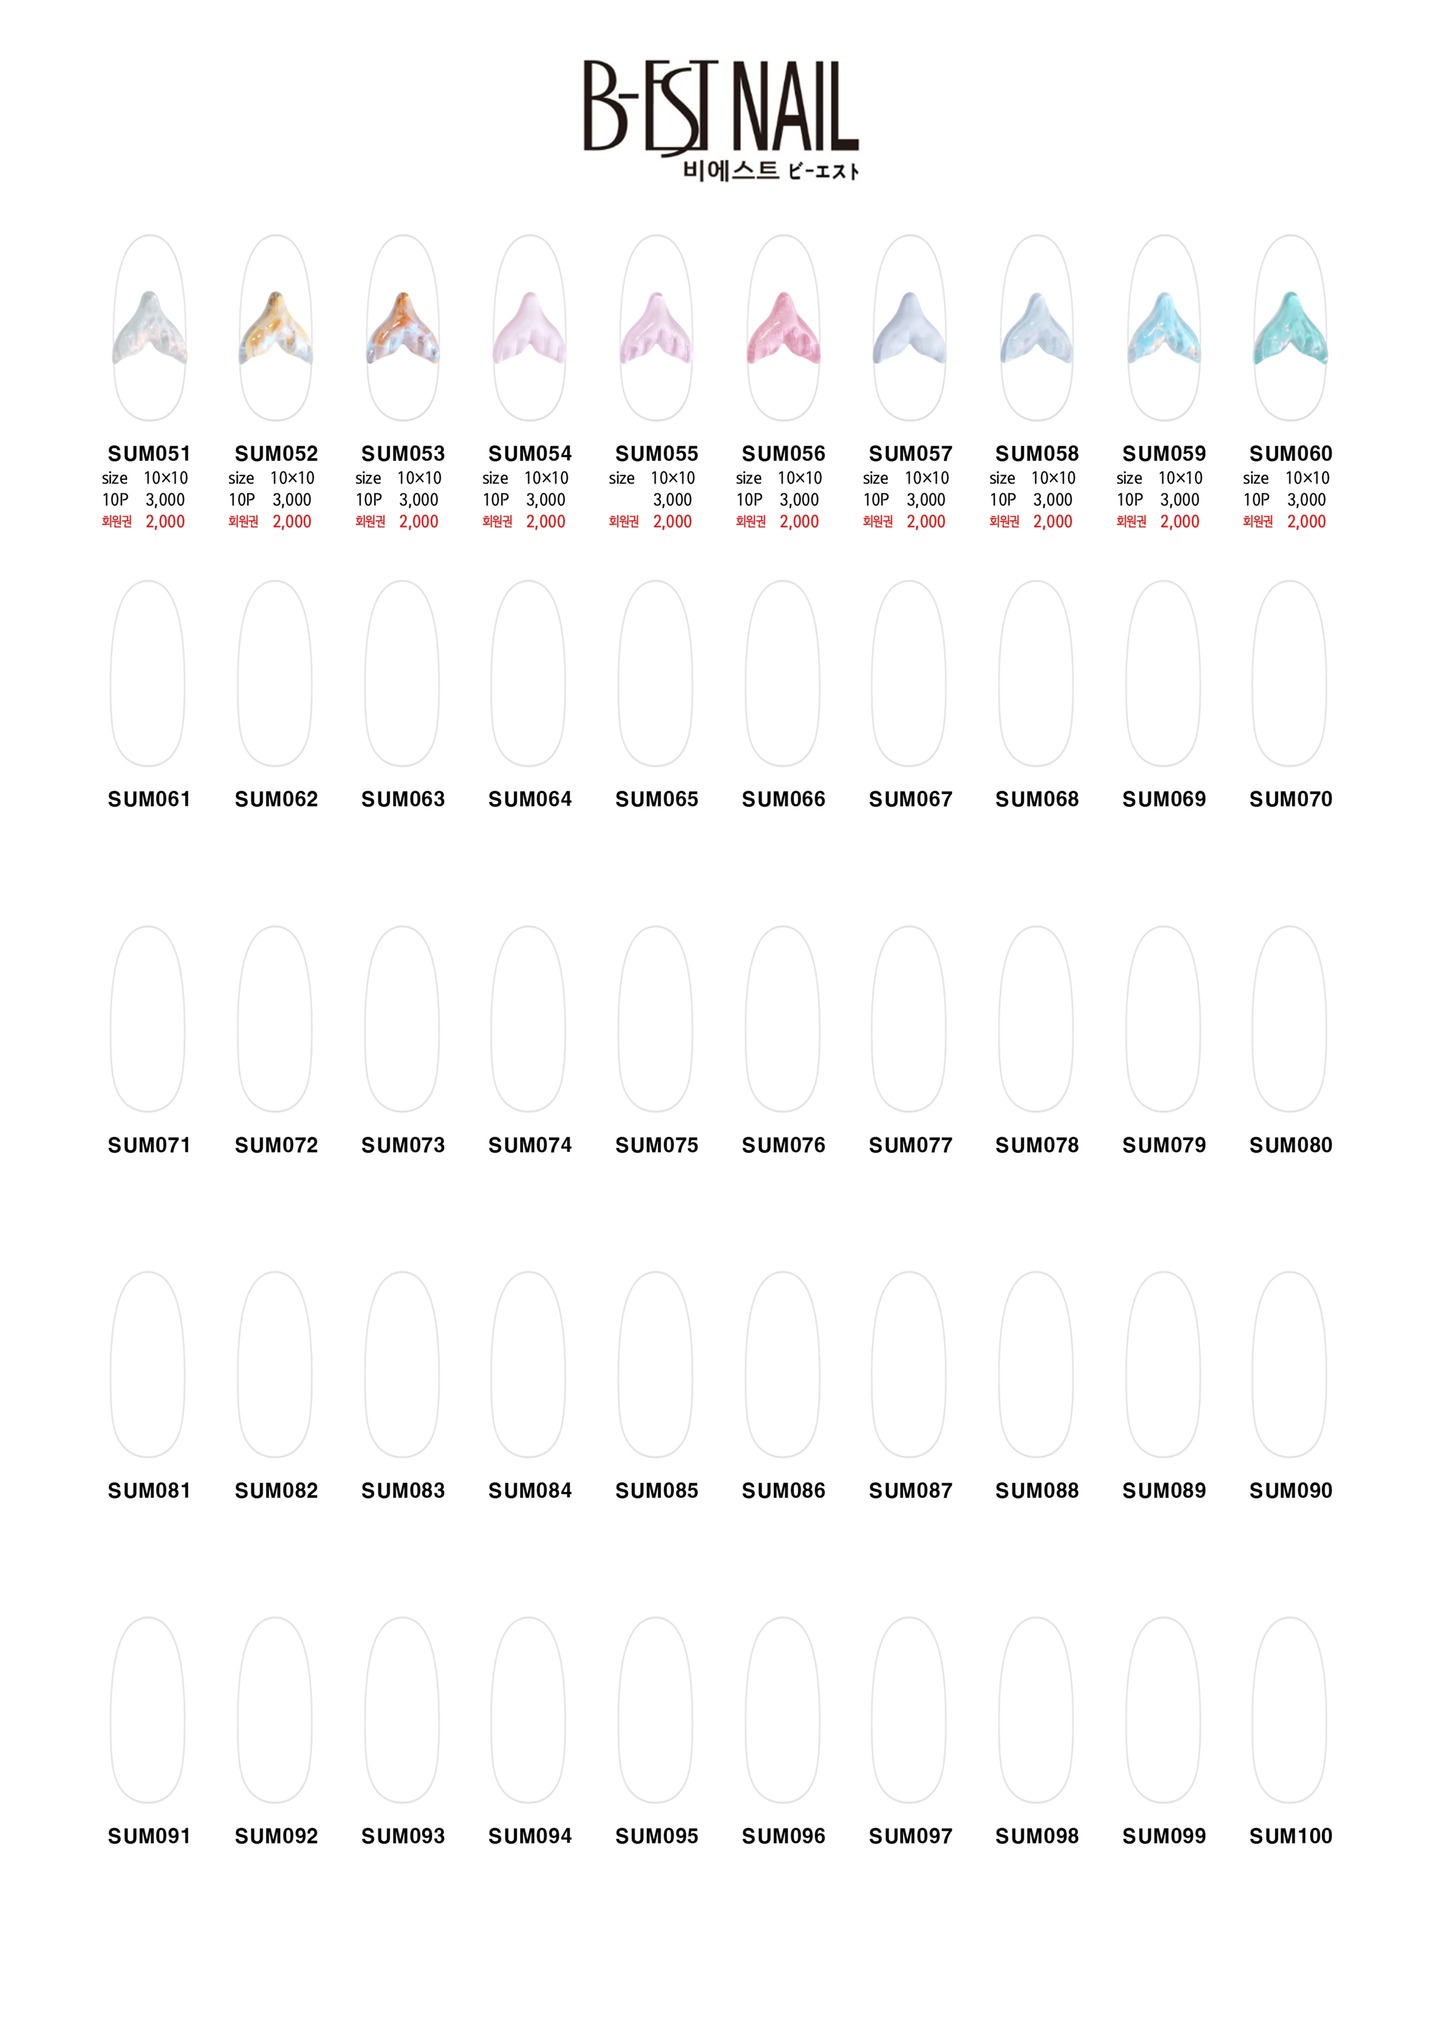 B-EST NAIL
비에스트 ビーエスト
SUM051 SUM052 SUM053 SUM054 SUM055 SUM056 SUM057 SUM058 SUM059 SUM060
size 10×10 size 10×10 size 10×10 size 10×10 size 10×10 size 10×10 size 10×10 size 10×10 size 10×10 size 10×10
10P 3,000 10P 3,000 10P 3,000 10P 3,000 3,000 10P 3,000 10P 3,000 10P 3,000 10P 3,000 10P 3,000
회원권 2,000 회원권 2,000 회원권 2,000 회원권 2,000 회원권 2,000 회원권 2,000 회원권 2,000 회원권 2,000 회원권 2,000 회원권 2,000
SUM061 SUM062 SUM063 SUM064 SUM065 SUM066 SUM067 SUM068 SUM069 SUM070
SUM071 SUM072 SUM073 SUM074 SUM075 SUM076 SUM077 SUM078 SUM079 SUM080
SUM081 SUM082 SUM083 SUM084 SUM085 SUM086 SUM087 SUM088 SUM089 SUM090
SUM091 SUM092 SUM093 SUM094 SUM095 SUM096 SUM097 SUM098 SUM099 SUM100